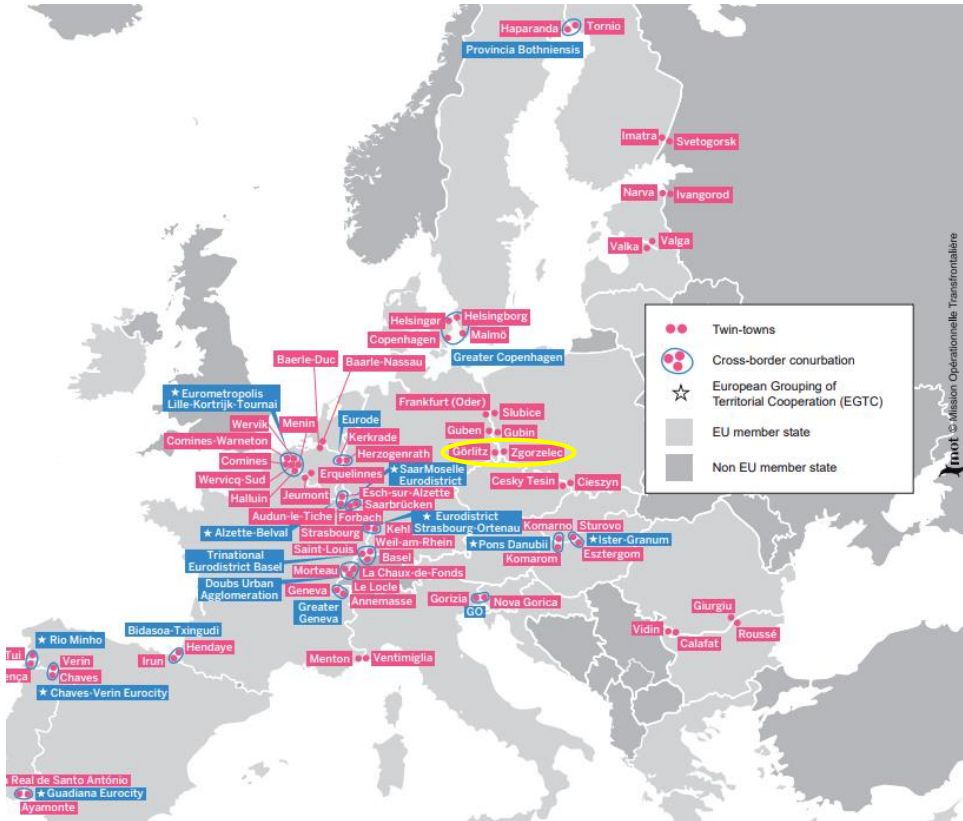 Haparanda
Tornio
Provincia Bothniensis
Imatra
Svetogorsk
Narva
Ivangorod
Valka
Valga
Helsingør
Helsingborg
Copenhagen
Malmö
Greater Copenhagen
Baerle-Duc
Baarle-Nassau
★ Eurometropolis
Lille-Kortrijk-Tournai
Menin
Wervik
Comines-Warneton
Comines
Wervicq-Sud
Halluin
Jeumont
Erquelinnes
Eurode
Kerkrade
Herzogenrath
Frankfurt (Oder)
Slubice
Guben
Gubin
Görlitz
Zgorzelec
Cesky Tesin
Cieszyn
★ SaarMoselle
Eurodistrict
Esch-sur-Alzette
Saarbrücken
Audun-le-Tiche
Forbach
★ Alzette-Belval
Strasbourg
Kehl
★ Eurodistrict
Strasbourg-Ortenau
Weil-am-Rhein
Saint-Louis
Basel
Trinational
Eurodistrict Basel
Morteau
La Chaux-de-Fonds
Le Locle
Doubs Urban
Agglomeration
Geneva
Annemasse
Greater
Geneva
Komarno
Sturovo
★ Pons Danubii
★ Ister-Granum
Komarom
Esztergom
Gorizia
Nova Gorica
GO
Giurgiu
Roussé
Vidin
Calafat
Menton
Ventimiglia
Bidasoa-Txingudi
Hendaye
Irun
★ Rio Minho
Tui
ença
Verin
Chaves
★ Chaves-Verin Eurocity
Real de Santo António
★ Guadiana Eurocity
Ayamonte
Twin-towns
Cross-border conurbation
European Grouping of
Territorial Cooperation (EGTC)
EU member state
Non EU member state
mot © Mission Opérationnelle Transfrontalière